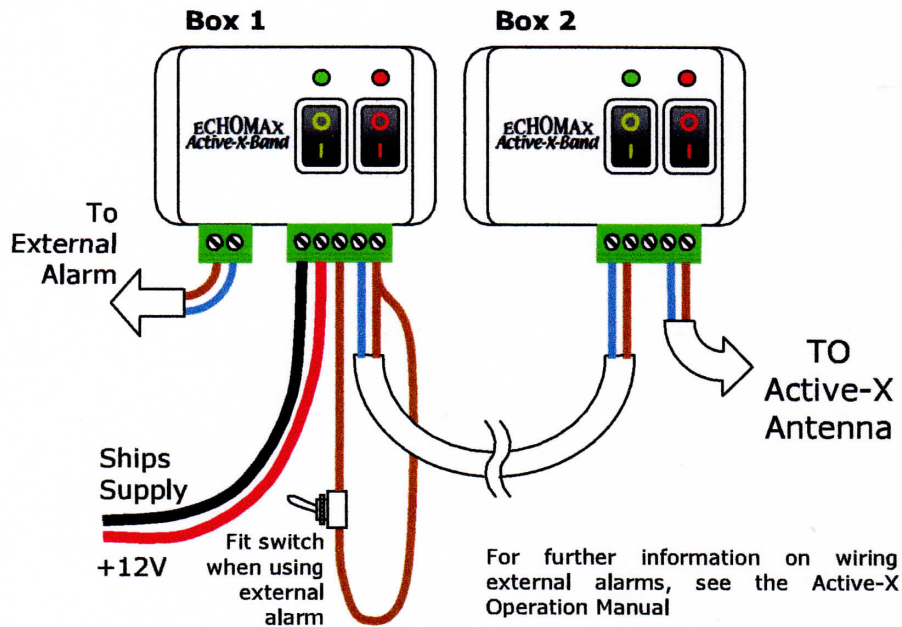 Box 1
Box 2
ECHOMAX
Active-X-Band
ECHOMAX
Active-X-Band
To
External
Alarm
TO
Active-X
Antenna
Ships
Supply
+12V
Fit switch
when using
external
alarm
For further information on wiring
external alarms, see the Active-X
Operation Manual